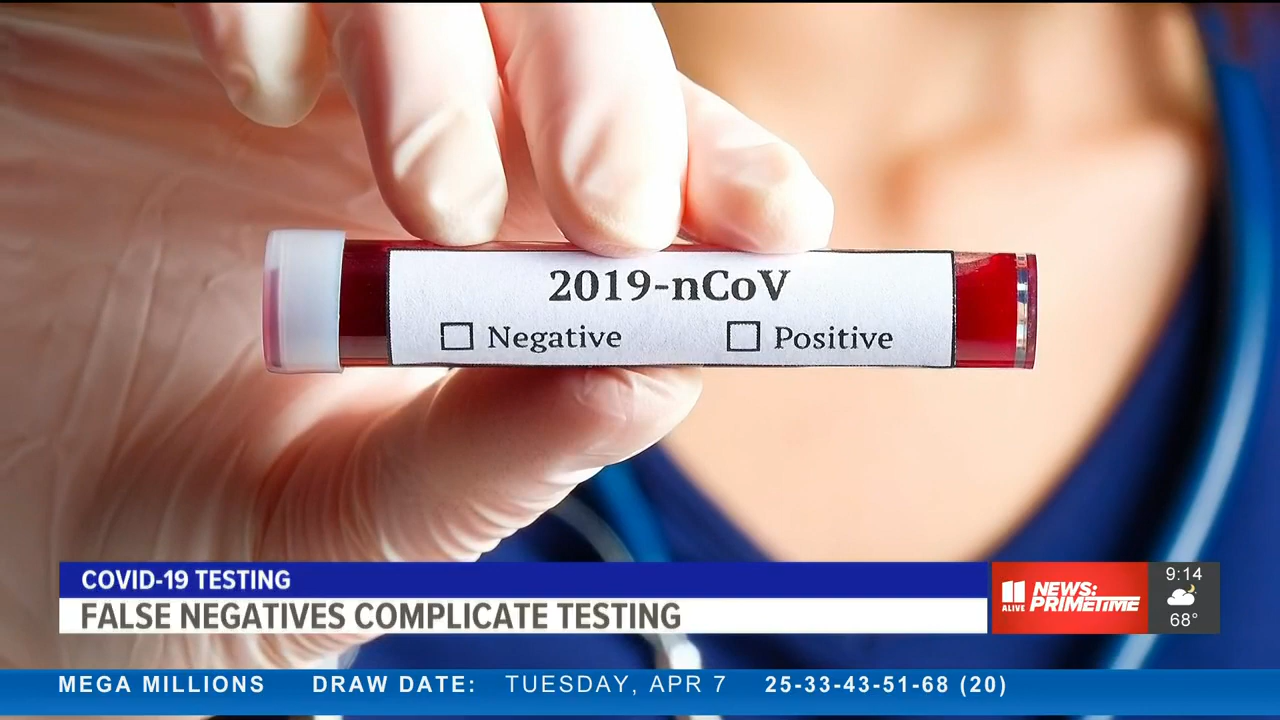 2019-nCoV
Negative
Positive
COVID-19 TESTING
FALSE NEGATIVES COMPLICATE TESTING
11 ALIVE NEWS: PRIMETIME
9:14
68°
MEGA MILLIONS DRAW DATE: TUESDAY, APR 7 25-33-43-51-68 (20)